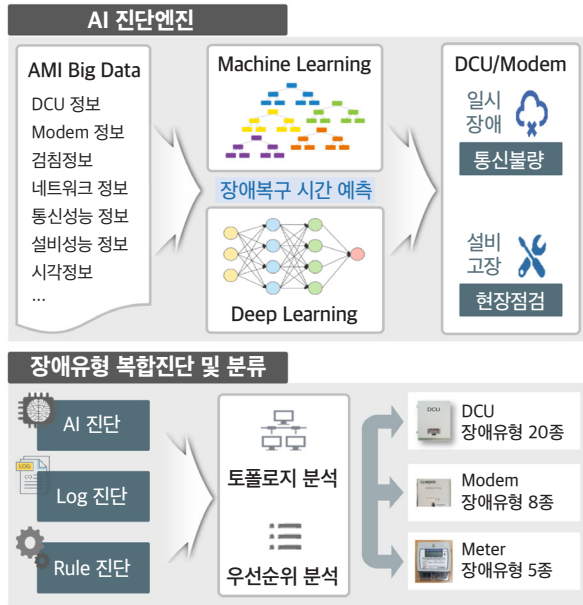 AI 진단엔진
AMI Big Data
DCU 정보
Modem 정보
검침정보
네트워크 정보
통신성능 정보
설비성능 정보
시각정보
...
Machine Learning
장애복구 시간 예측
Deep Learning
DCU/Modem
일시
장애
통신불량
설비
고장
현장점검
장애유형 복합진단 및 분류
AI 진단
LOG
Log 진단
Rule 진단
토폴로지 분석
우선순위 분석
DCU
DCU
장애유형 20종
Modem
장애유형 8종
Meter
장애유형 5종